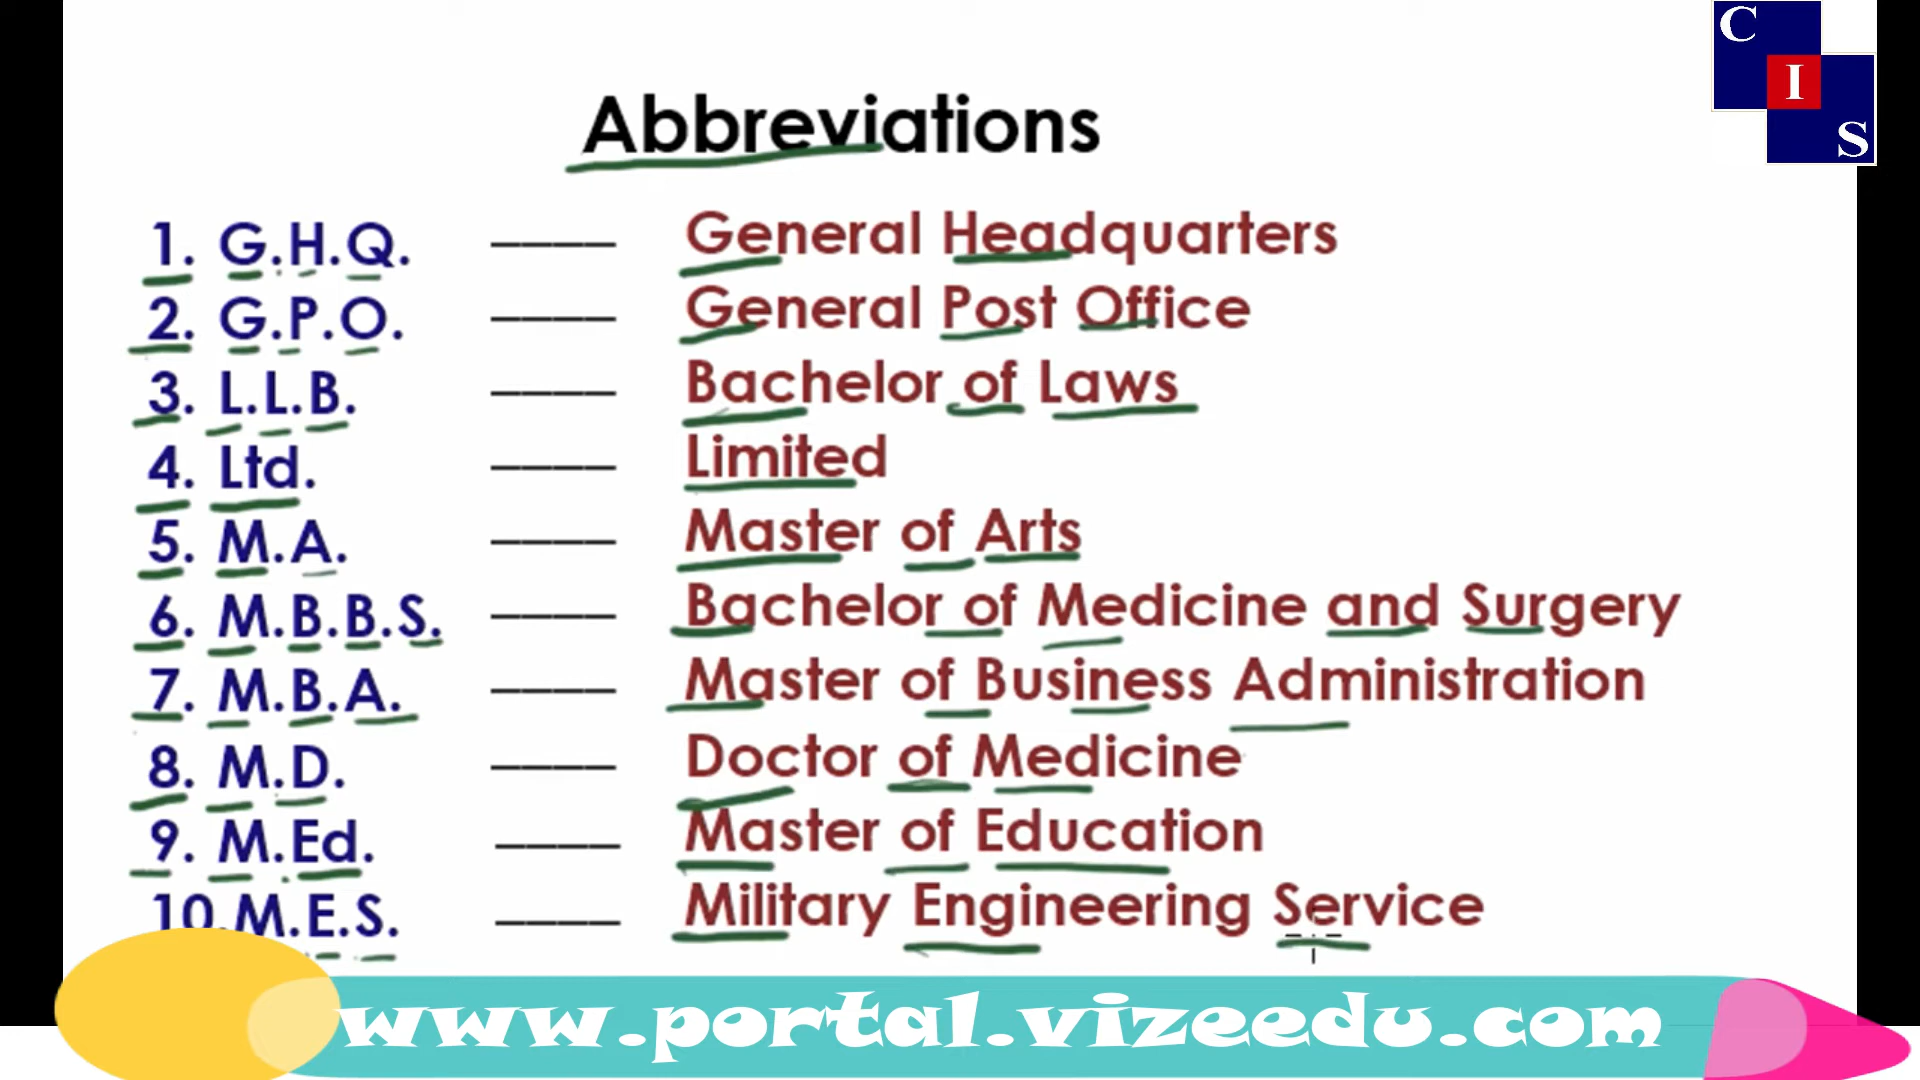 C
I
S
Abbreviations
1. G.H.Q. ---- General Headquarters
2. G.P.O. ---- General Post Office
3. L.L.B. ---- Bachelor of Laws
4. Ltd. ---- Limited
5. M.A. ---- Master of Arts
6. M.B.B.S. ---- Bachelor of Medicine and Surgery
7. M.B.A. ---- Master of Business Administration
8. M.D. ---- Doctor of Medicine
9. M.Ed. ---- Master of Education
10.M.E.S. ---- Military Engineering Service
www.portal.vizeedu.com